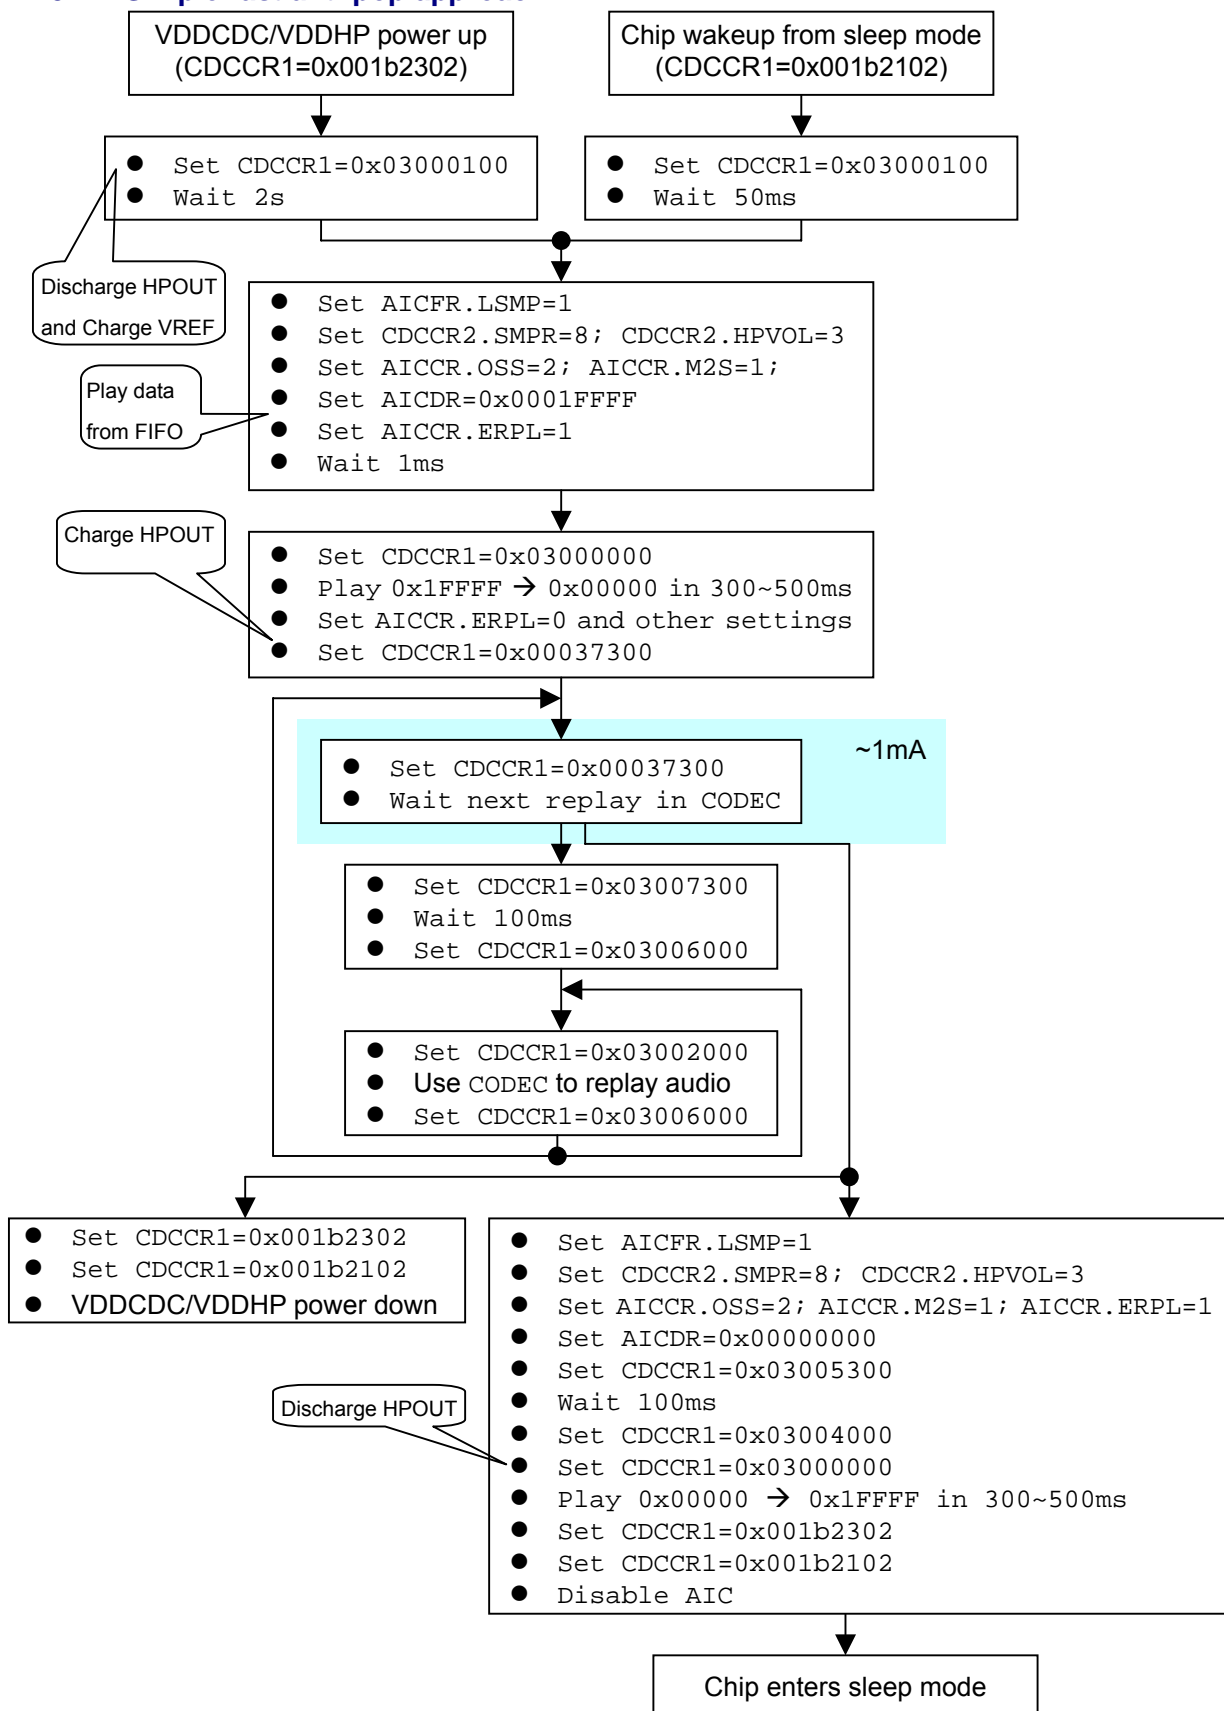 VDDCDC/VDDHP power up
(CDCCR1=0x001b2302)
Chip wakeup from sleep mode
(CDCCR1=0x001b2102)
● Set CDCCR1=0x03000100
● Wait 2s
● Set CDCCR1=0x03000100
● Wait 50ms
Discharge HPOUT
and Charge VREF
● Set AICFR.LSMP=1
● Set CDCCR2.SMPR=8; CDCCR2.HPVOL=3
● Set AICCR.OSS=2; AICCR.M2S=1;
● Set AICDR=0x0001FFFF
● Set AICCR.ERPL=1
● Wait 1ms
Play data
from FIFO
Charge HPOUT
● Set CDCCR1=0x03000000
● Play 0x1FFFF → 0x00000 in 300~500ms
● Set AICCR.ERPL=0 and other settings
● Set CDCCR1=0x00037300
~1mA
● Set CDCCR1=0x00037300
● Wait next replay in CODEC
● Set CDCCR1=0x03007300
● Wait 100ms
● Set CDCCR1=0x03006000
● Set CDCCR1=0x03002000
● Use CODEC to replay audio
● Set CDCCR1=0x03006000
● Set CDCCR1=0x001b2302
● Set CDCCR1=0x001b2102
● VDDCDC/VDDHP power down
● Set AICFR.LSMP=1
● Set CDCCR2.SMPR=8; CDCCR2.HPVOL=3
● Set AICCR.OSS=2; AICCR.M2S=1; AICCR.ERPL=1
● Set AICDR=0x00000000
● Set CDCCR1=0x03005300
● Wait 100ms
● Set CDCCR1=0x03004000
● Set CDCCR1=0x03000000
● Play 0x00000 → 0x1FFFF in 300~500ms
● Set CDCCR1=0x001b2302
● Set CDCCR1=0x001b2102
● Disable AIC
Discharge HPOUT
Chip enters sleep mode